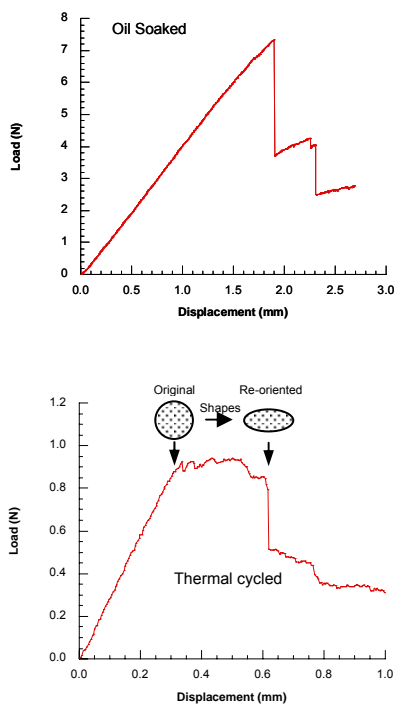 Oil Soaked
8
7
6
5
4
3
2
1
0
Load (N)
0.0 0.5 1.0 1.5 2.0 2.5 3.0
Displacement (mm)
Original Re-oriented
Shapes
1.2
1.0
0.8
0.6
0.4
0.2
0.0
Load (N)
Thermal cycled
0.0 0.2 0.4 0.6 0.8 1.0
Displacement (mm)